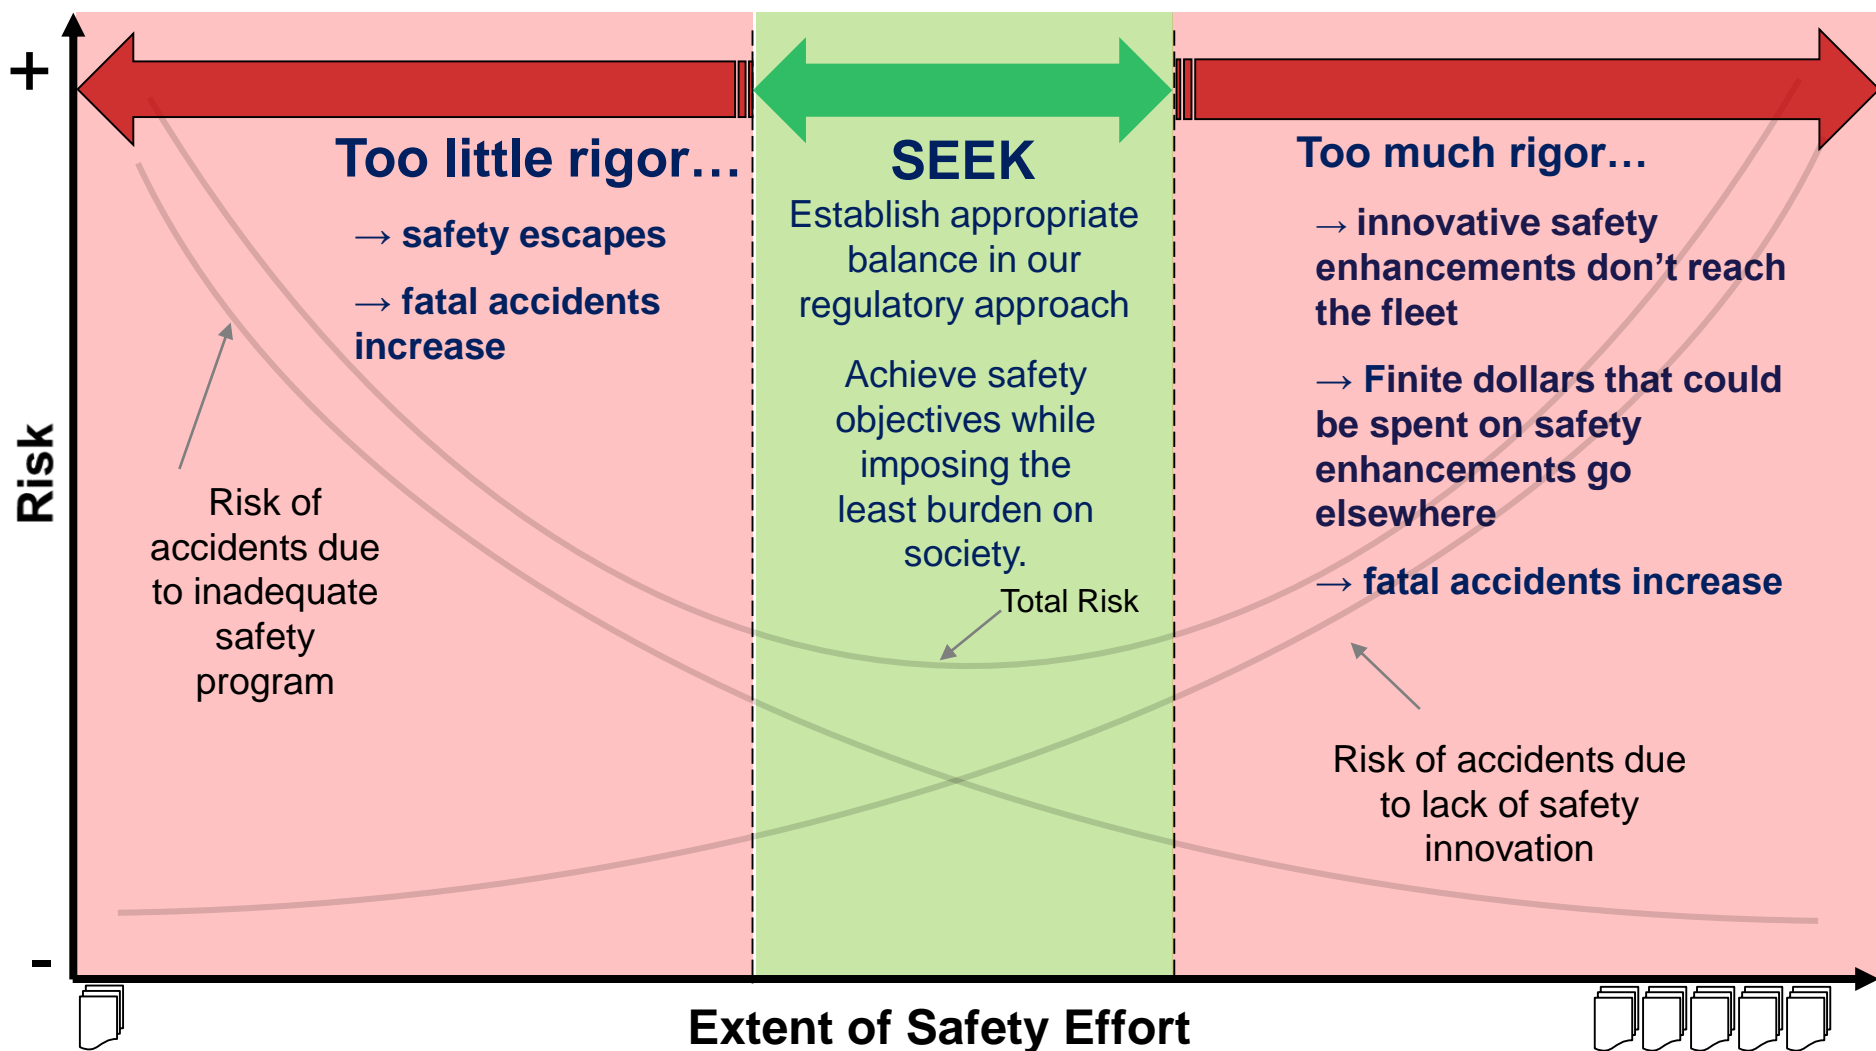 +
Too little rigor…
→ safety escapes
→ fatal accidents
increase
SEEK
Establish appropriate
balance in our
regulatory approach
Achieve safety
objectives while
imposing the
least burden on
society.
Total Risk
Too much rigor…
→ innovative safety
enhancements don’t reach
the fleet
→ Finite dollars that could
be spent on safety
enhancements go
elsewhere
→ fatal accidents increase
Risk
Risk of
accidents due
to inadequate
safety
program
Risk of accidents due
to lack of safety
innovation
-
Extent of Safety Effort